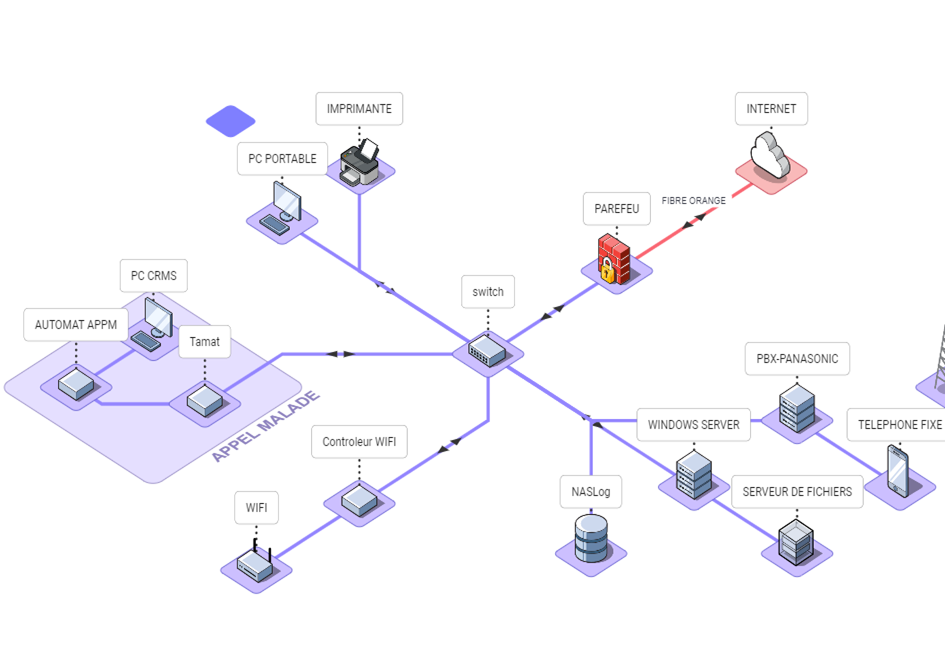 IMPRIMANTE
INTERNET
PC PORTABLE
FIBRE ORANGE
PAREFEU
PC CRMS
switch
AUTOMAT APPM
Tamat
PBX-PANASONIC
APPEL MALADE
WINDOWS SERVER
TELEPHONE FIXE
Controleur WIFI
NASLog
SERVEUR DE FICHIERS
WIFI